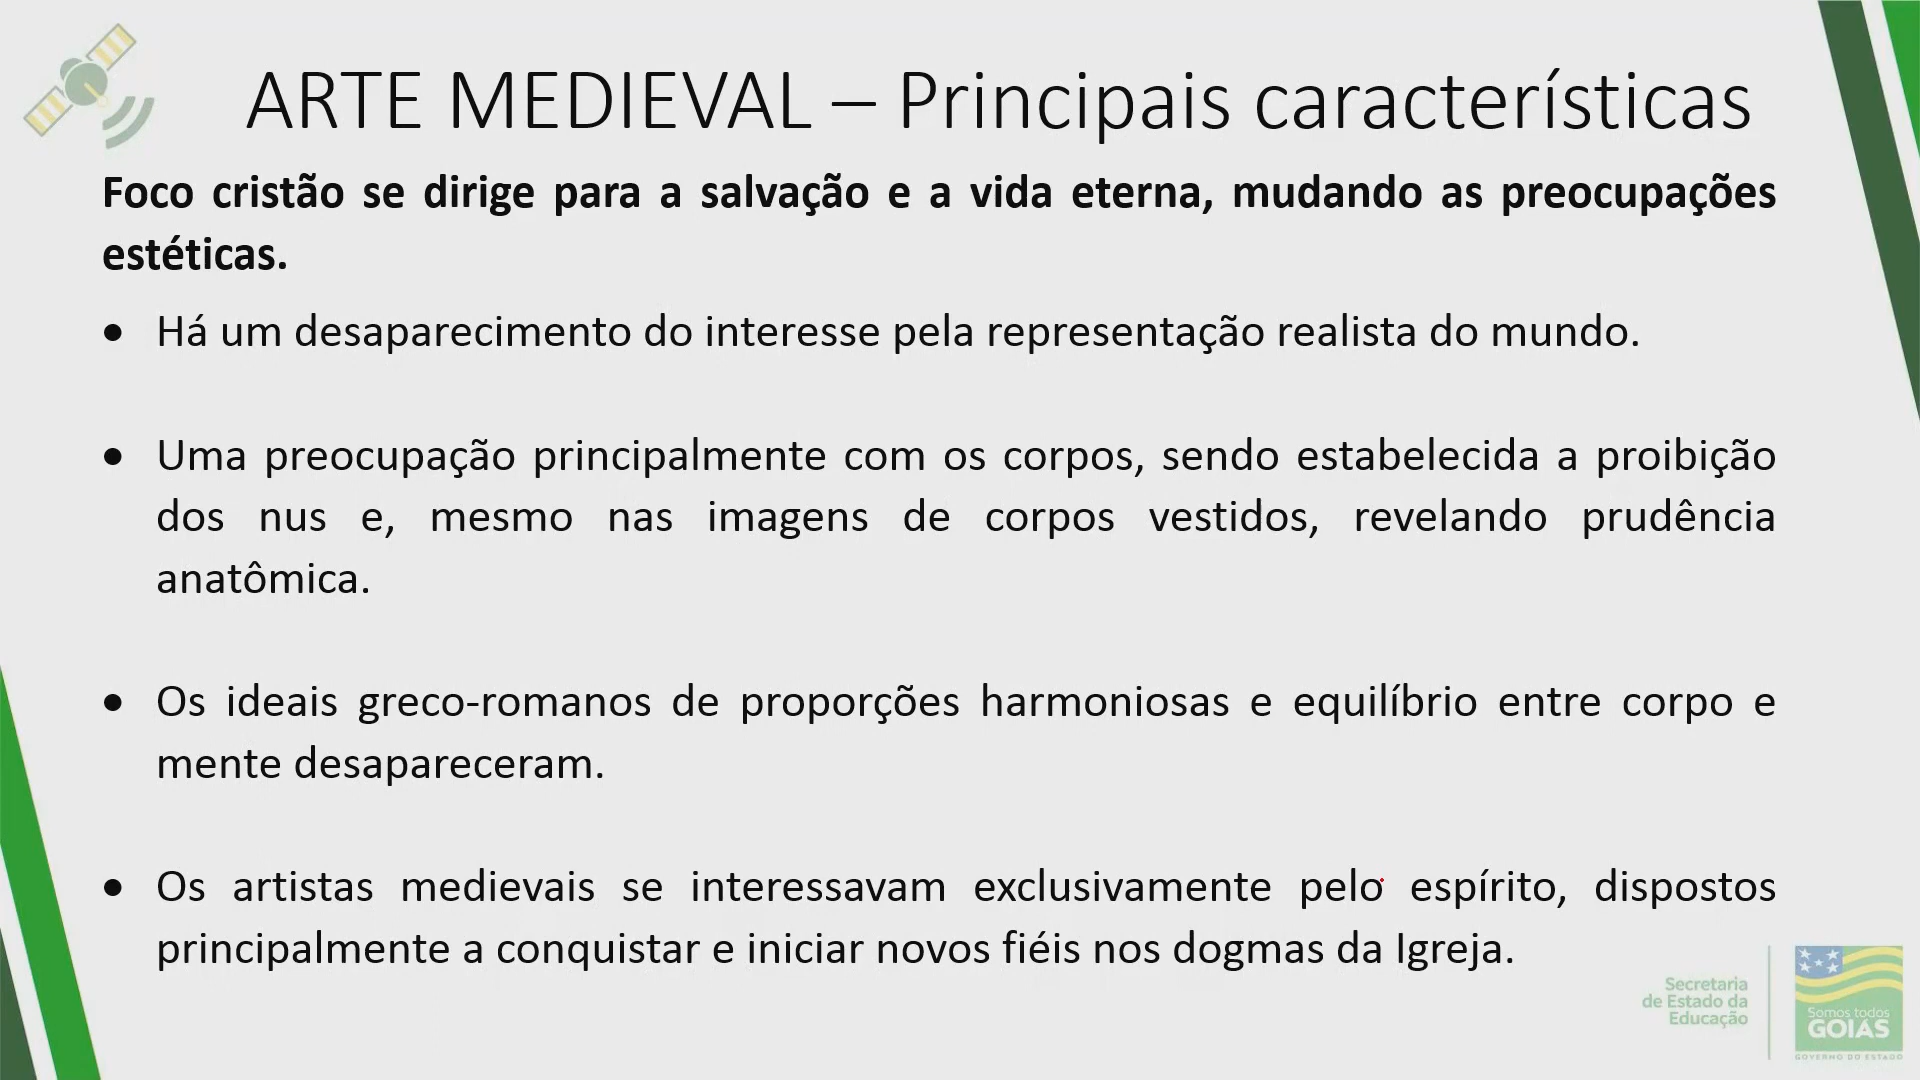 ARTE MEDIEVAL – Principais características
Foco cristão se dirige para a salvação e a vida eterna, mudando as preocupações
estéticas.
• Há um desaparecimento do interesse pela representação realista do mundo.
• Uma preocupação principalmente com os corpos, sendo estabelecida a proibição
dos nus e, mesmo nas imagens de corpos vestidos, revelando prudência
anatômica.
• Os ideais greco-romanos de proporções harmoniosas e equilíbrio entre corpo e
mente desapareceram.
• Os artistas medievais se interessavam exclusivamente pelo espírito, dispostos
principalmente a conquistar e iniciar novos fiéis nos dogmas da Igreja.
Secretaria
de Estado da
Educação
Somos todos
GOIÁS
GOVERNO DO ESTADO